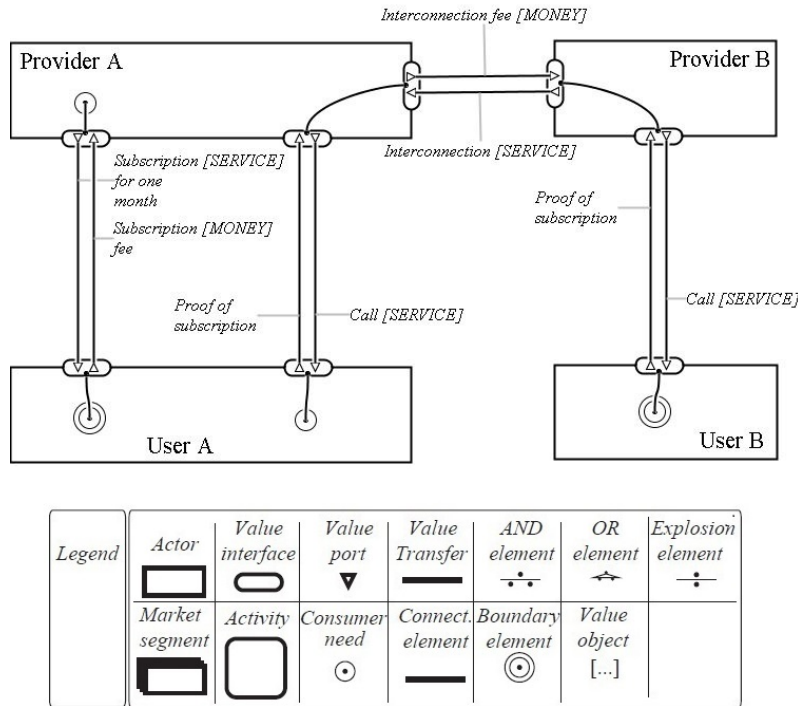 Interconnection fee [MONEY]
Provider A
Provider B
Subscription [SERVICE]
for one
month
Interconnection [SERVICE]
Subscription [MONEY]
fee
Proof of
subscription
Proof of
subscription
Call [SERVICE]
Call [SERVICE]
User A
User B
Legend
Actor
Value
interface
Value
port
Value
Transfer
AND
element
OR
element
Explosion
element
Market
segment
Activity
Consumer
need
Connect.
element
Boundary
element
Value
object
[...]